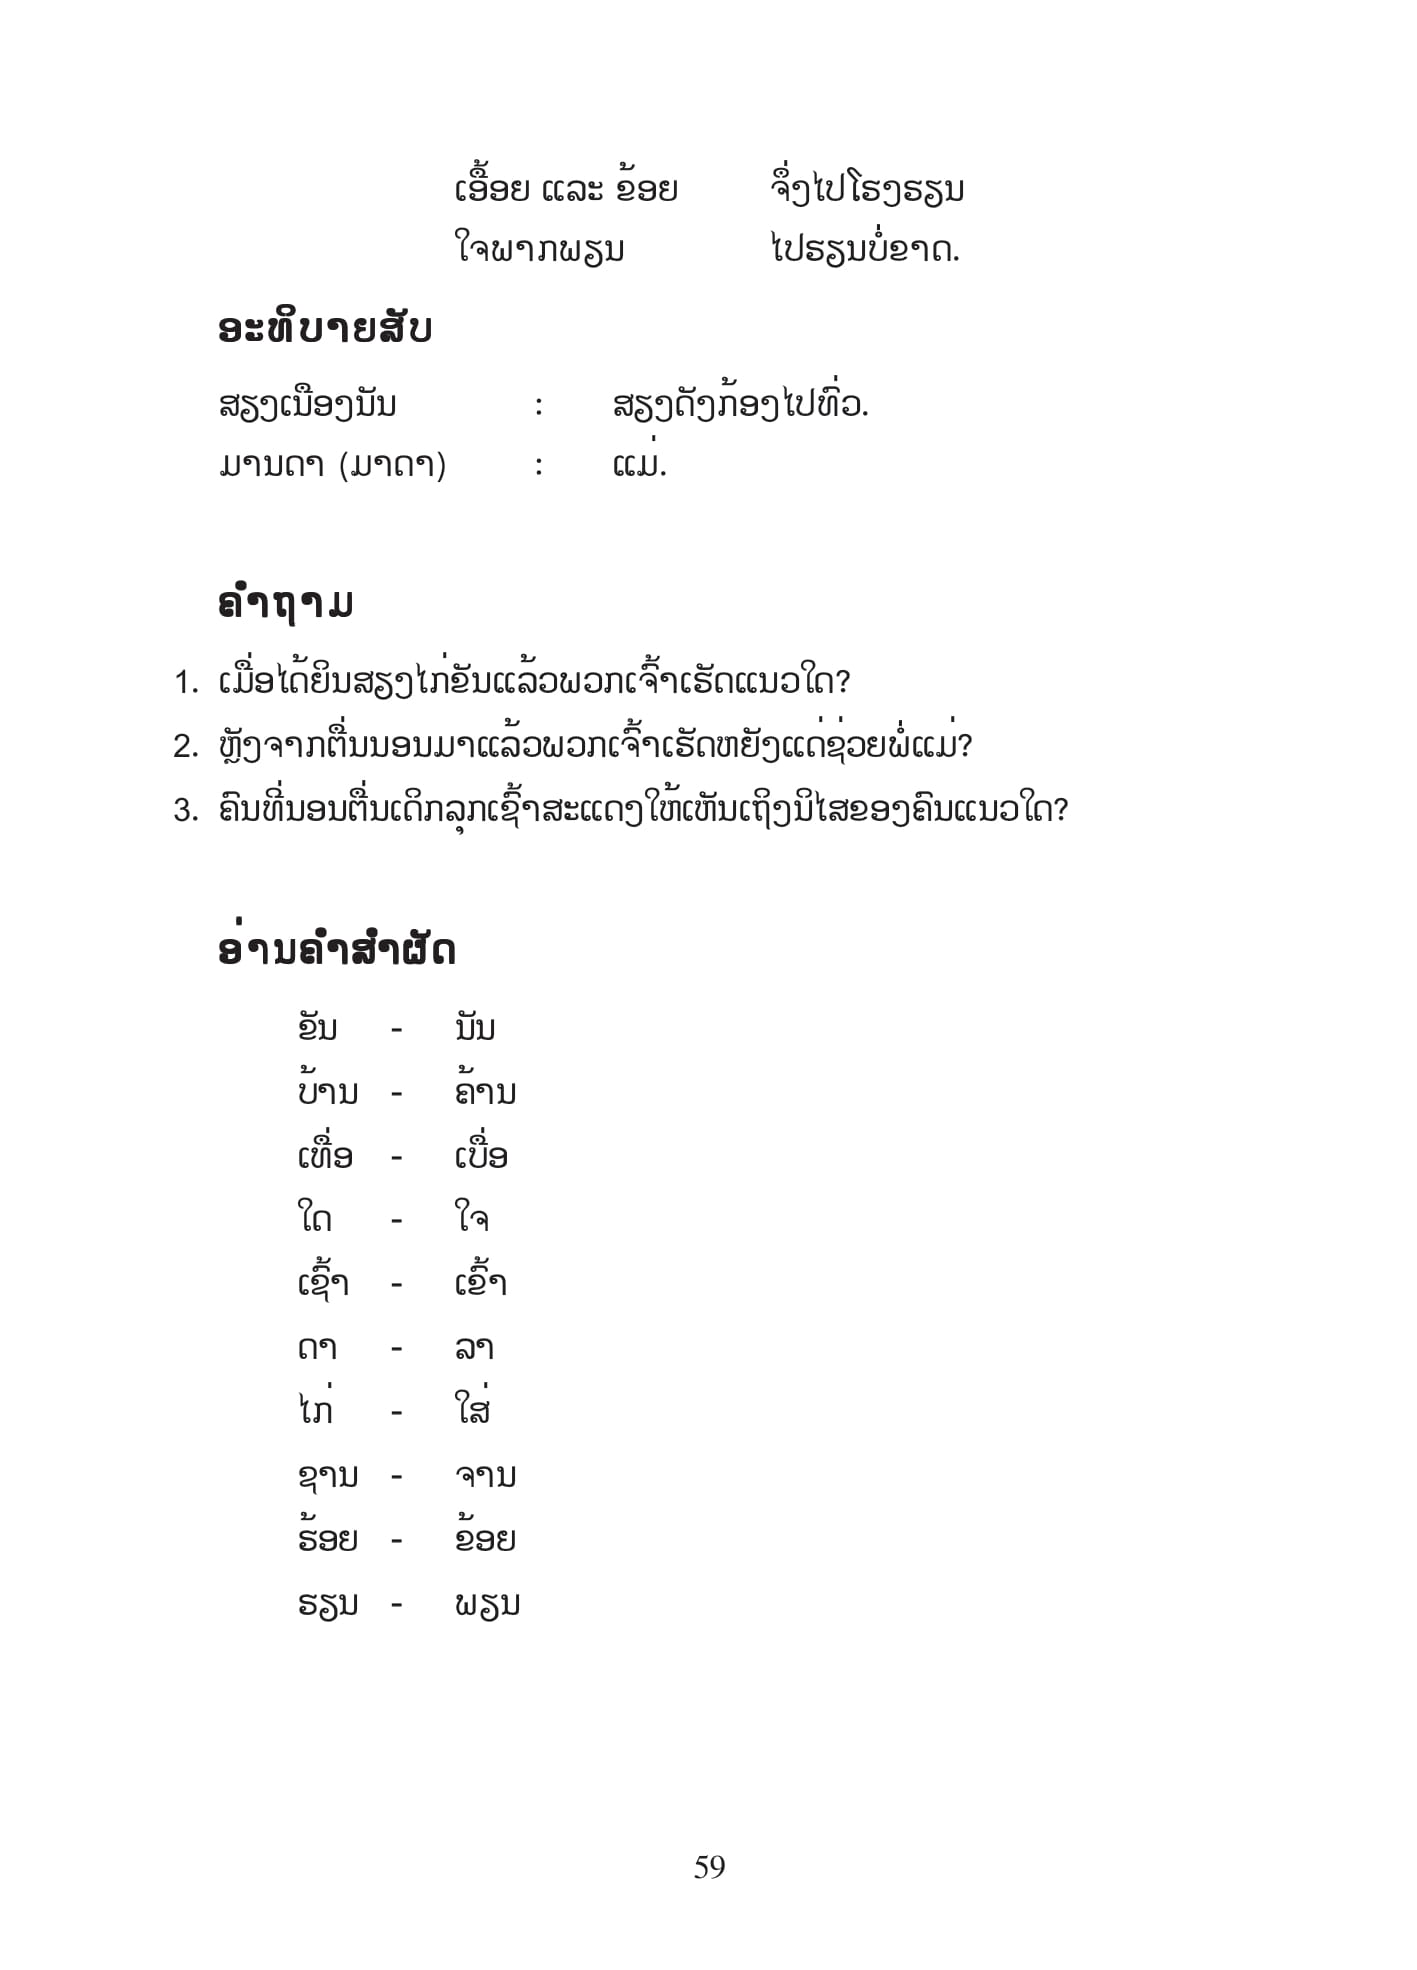 ເອື້ອຍ ແລະ ຂ້ອຍ ຈຶ່ງໄປໂຮງຮຽນ
ໃຈພາກພຽນ ໄປຮຽນບໍ່ຂາດ.
ອະທິບາຍສັບ
ສຽງເນືອງນັນ : ສຽງດັງກ້ອງໄປທົ່ວ.
ມານດາ (ມາດາ) : ແມ່.
ຄຳຖາມ
1. ເມື່ອໄດ້ຍິນສຽງໄກ່ຂັນແລ້ວພວກເຈົ້າເຮັດແນວໃດ?
2. ຫຼັງຈາກຕື່ນນອນມາແລ້ວພວກເຈົ້າເຮັດຫຍັງແດ່ຊ່ວຍພໍ່ແມ່?
3. ຄົນທີ່ນອນຕື່ນເດິກລຸກເຊົ້າສະແດງໃຫ້ເຫັນເຖິງນິໄສຂອງຄົນແນວໃດ?
ອ່ານຄຳສຳຜັດ
ຂັນ - ນັນ
ບ້ານ - ຄ້ານ
ເທື່ອ - ເບື່ອ
ໃດ - ໃຈ
ເຊົ້າ - ເຂົ້າ
ດາ - ລາ
ໄກ່ - ໃສ່
ຊານ - ຈານ
ຮ້ອຍ - ຂ້ອຍ
ຮຽນ - ພຽນ
59